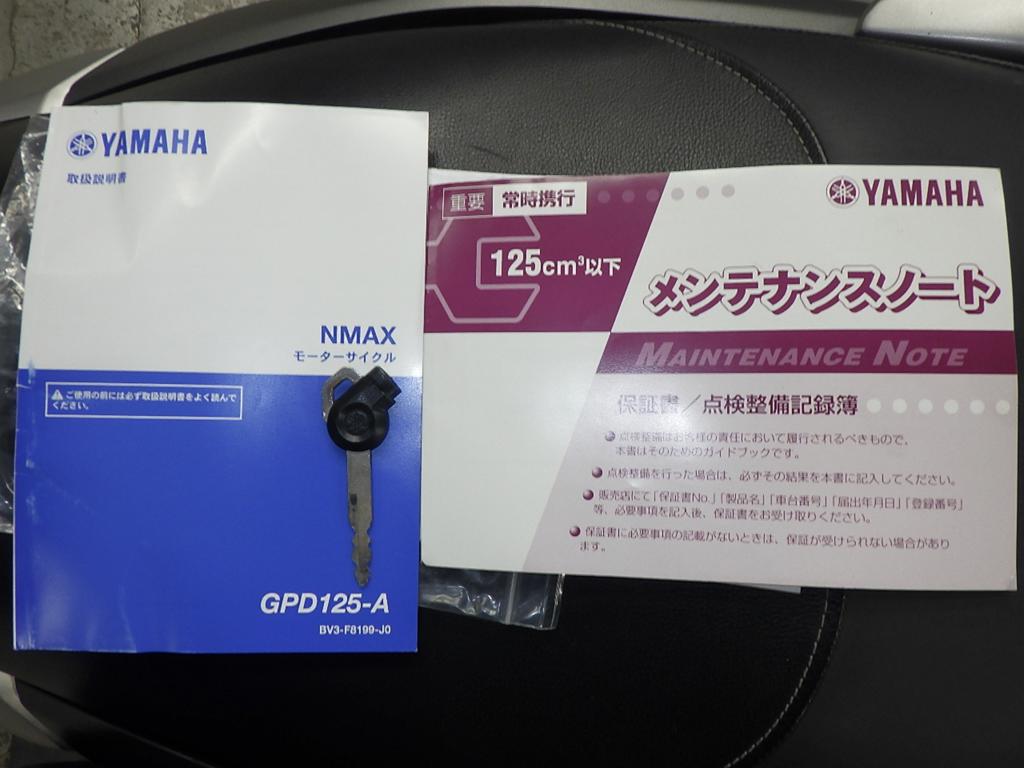 YAMAHA
取扱説明書
NMAX
モーターサイクル
ご使用の前には必ず取扱説明書をよく読んで
ください。
GPD125-A
BV3-F8199-J0
重要 常時携行
125cm³以下
YAMAHA
メンテナンスノート
MAINTENANCE NOTE
保証書/点検整備記録簿
点検整備はお客様の責任において履行されるべきもので、
本書はそのためのガイドブックです。
点検整備を行った場合は、必ずその結果を本書に記入してください。
販売店にて「保証書No.」「製品名」「車台番号」「届出年月日」「登録番号」
等、必要事項を記入後、保証書をお受け取りください。
保証書に必要事項の記載がないときは、保証が受けられない場合があり
ます。